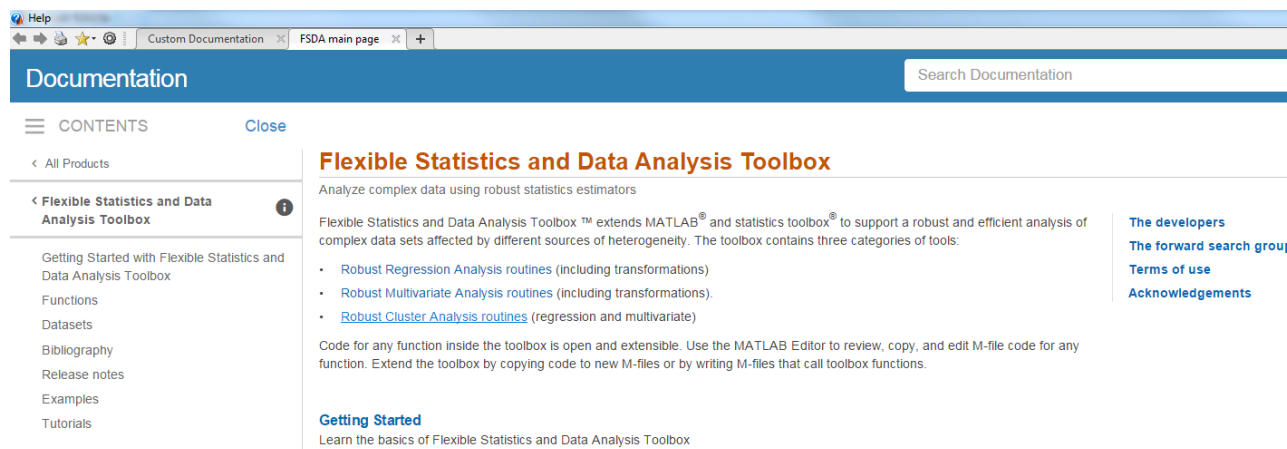 Help
Custom Documentation
FSDA main page
Documentation
Search Documentation
CONTENTS
Close
All Products
Flexible Statistics and Data
Analysis Toolbox
Getting Started with Flexible Statistics and
Data Analysis Toolbox
Functions
Datasets
Bibliography
Release notes
Examples
Tutorials
Flexible Statistics and Data Analysis Toolbox
Analyze complex data using robust statistics estimators
Flexible Statistics and Data Analysis Toolbox ™ extends MATLAB® and statistics toolbox® to support a robust and efficient analysis of
complex data sets affected by different sources of heterogeneity. The toolbox contains three categories of tools:
• Robust Regression Analysis routines (including transformations)
• Robust Multivariate Analysis routines (including transformations).
• Robust Cluster Analysis routines (regression and multivariate)
Code for any function inside the toolbox is open and extensible. Use the MATLAB Editor to review, copy, and edit M-file code for any
function. Extend the toolbox by copying code to new M-files or by writing M-files that call toolbox functions.
Getting Started
Learn the basics of Flexible Statistics and Data Analysis Toolbox
The developers
The forward search group
Terms of use
Acknowledgements